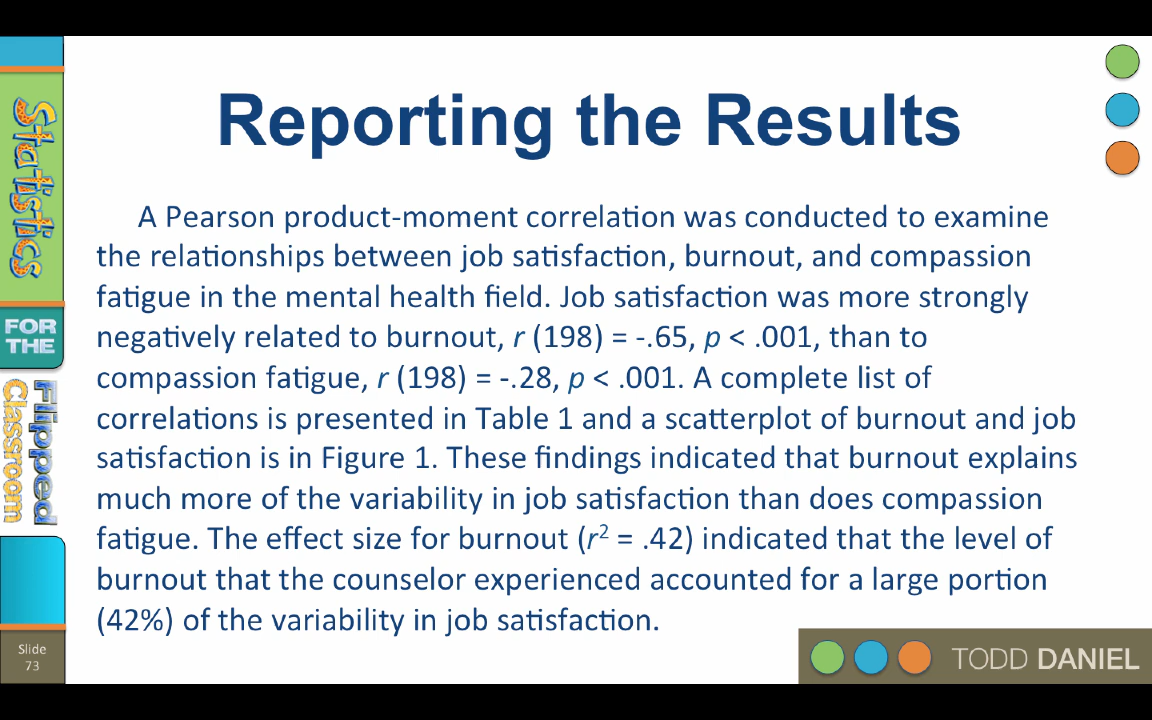 Reporting the Results
A Pearson product-moment correlation was conducted to examine
the relationships between job satisfaction, burnout, and compassion
fatigue in the mental health field. Job satisfaction was more strongly
negatively related to burnout, r (198) = -.65, p < .001, than to
compassion fatigue, r (198) = -.28, p < .001. A complete list of
correlations is presented in Table 1 and a scatterplot of burnout and job
satisfaction is in Figure 1. These findings indicated that burnout explains
much more of the variability in job satisfaction than does compassion
fatigue. The effect size for burnout (r² = .42) indicated that the level of
burnout that the counselor experienced accounted for a large portion
(42%) of the variability in job satisfaction.
Statistics
FOR
THE
Flipped
Classroom
Slide
73
TODD DANIEL